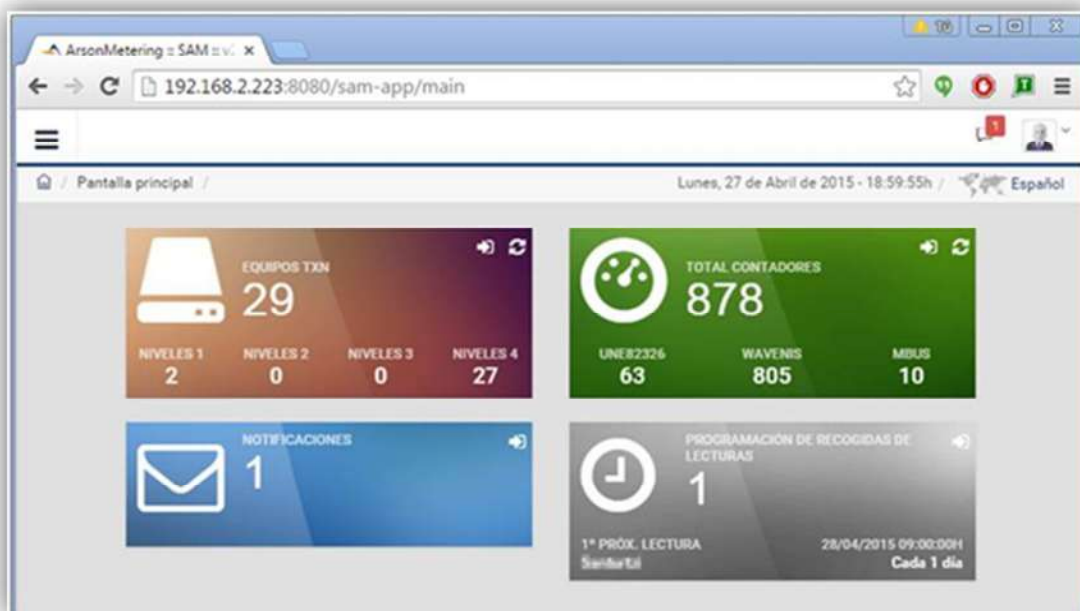 ArsonMetering :: SAM :: v.
192.168.2.223:8080/sam-app/main
1
Pantalla principal /
Lunes, 27 de Abril de 2015 - 18:59:55h / Español
EQUIPOS TXN
29
NIVELES 1 NIVELES 2 NIVELES 3 NIVELES 4
2 0 0 27
TOTAL CONTADORES
878
UNE82326 WAVENIS MBUS
63 805 10
NOTIFICACIONES
1
PROGRAMACIÓN DE RECOGIDAS DE
LECTURAS
1
1ª PRÓX. LECTURA 28/04/2015 09:00:00H
Cada 1 día